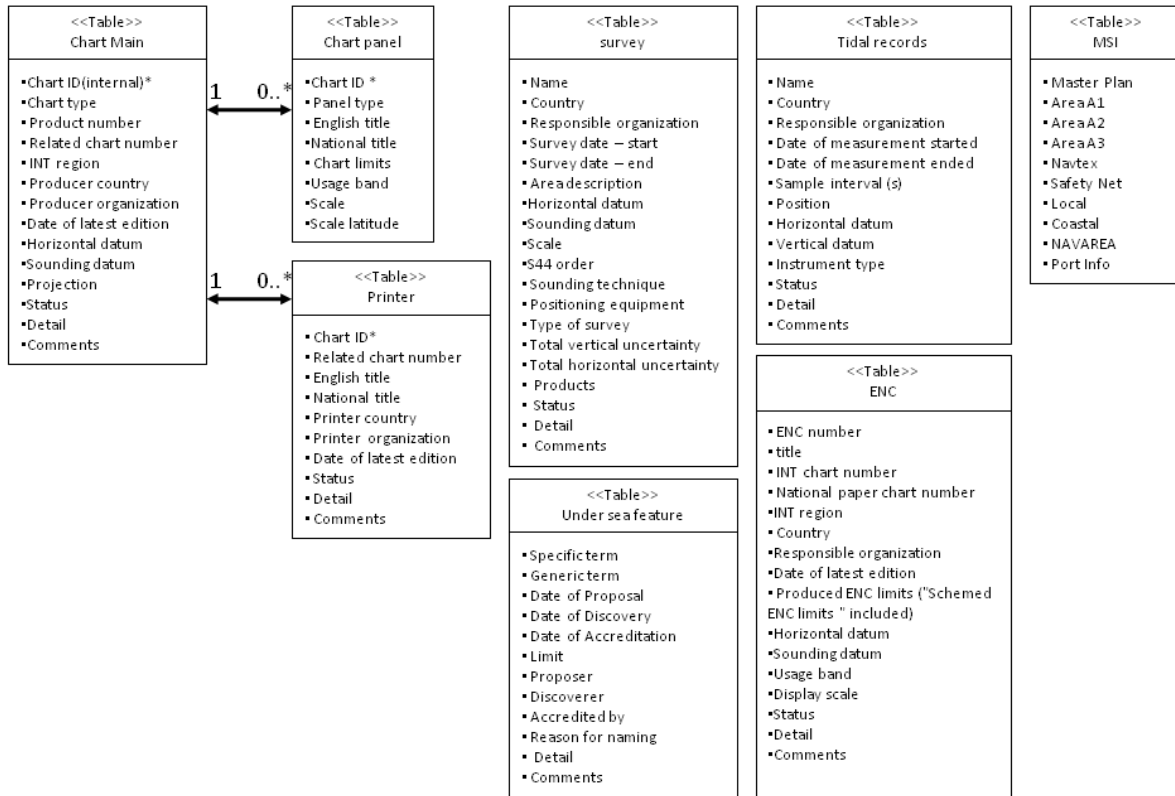 <<Table>>
Chart Main
▪Chart ID(internal)*
▪Chart type
▪Product number
▪Related chart number
▪INT region
▪Producer country
▪Producer organization
▪Date of latest edition
▪Horizontal datum
▪Sounding datum
▪Projection
▪Status
▪Detail
▪Comments
1 0..*
1 0..*
<<Table>>
Chart panel
▪Chart ID *
▪Panel type
▪English title
▪National title
▪Chart limits
▪Usage band
▪Scale
▪Scale latitude
<<Table>>
Printer
▪Chart ID*
▪Related chart number
▪English title
▪National title
▪Printer country
▪Printer organization
▪Date of latest edition
▪Status
▪Detail
▪Comments
<<Table>>
survey
▪Name
▪Country
▪Responsible organization
▪Survey date – start
▪Survey date – end
▪Area description
▪Horizontal datum
▪Sounding datum
▪Scale
▪S44 order
▪Sounding technique
▪Positioning equipment
▪Type of survey
▪Total vertical uncertainty
▪Total horizontal uncertainty
▪Products
▪Status
▪Detail
▪Comments
<<Table>>
Under sea feature
▪Specific term
▪Generic term
▪Date of Proposal
▪Date of Discovery
▪Date of Accreditation
▪Limit
▪Proposer
▪Discoverer
▪Accredited by
▪Reason for naming
▪Detail
▪Comments
<<Table>>
Tidal records
▪Name
▪Country
▪Responsible organization
▪Date of measurement started
▪Date of measurement ended
▪Sample interval (s)
▪Position
▪Horizontal datum
▪Vertical datum
▪Instrument type
▪Status
▪Detail
▪Comments
<<Table>>
ENC
▪ENC number
▪title
▪INT chart number
▪National paper chart number
▪INT region
▪Country
▪Responsible organization
▪Date of latest edition
▪Produced ENC limits ("Schemed
ENC limits " included)
▪Horizontal datum
▪Sounding datum
▪Usage band
▪Display scale
▪Status
▪Detail
▪Comments
<<Table>>
MSI
▪Master Plan
▪Area A1
▪Area A2
▪Area A3
▪Navtex
▪Safety Net
▪Local
▪Coastal
▪NAVAREA
▪Port Info